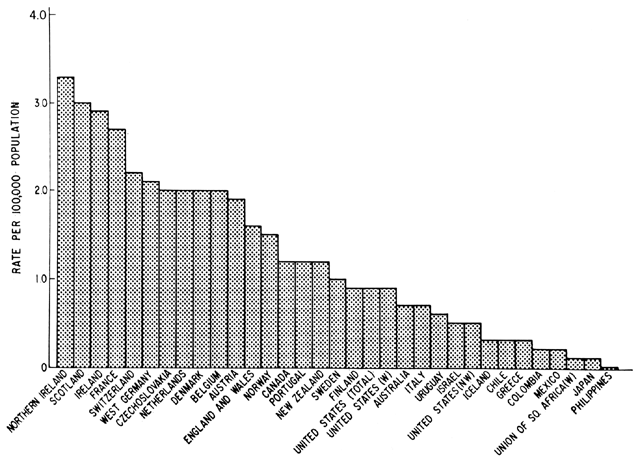 4.0
3.0
2.0
1.0
0
RATE PER 100,000 POPULATION
NORTHERN IRELAND
SCOTLAND
IRELAND
FRANCE
SWITZERLAND
WEST GERMANY
CZECHOSLOVAKIA
NETHERLANDS
DENMARK
BELGIUM
AUSTRIA
ENGLAND AND WALES
NORWAY
CANADA
PORTUGAL
NEW ZEALAND
SWEDEN
FINLAND
UNITED STATES (TOTAL)
UNITED STATES (W)
AUSTRALIA
ITALY
URUGUAY
ISRAEL
UNITED STATES(NW)
ICELAND
CHILE
GREECE
COLOMBIA
MEXICO
UNION OF SO. AFRICA(W)
JAPAN
PHILIPPINES